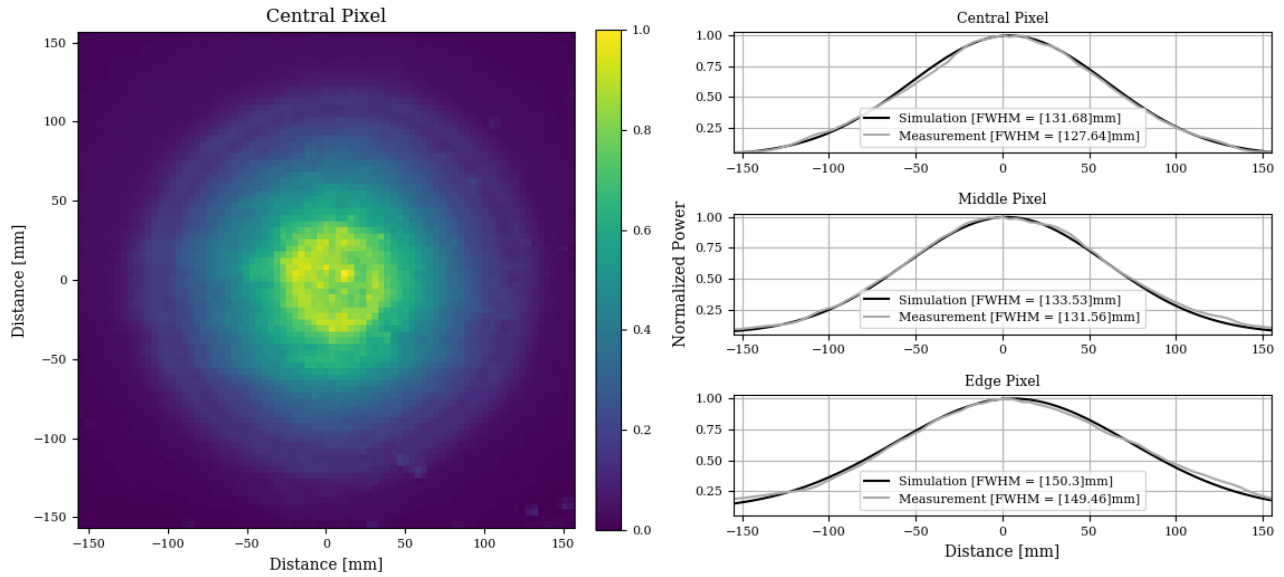 Central Pixel
150
100
50
0
−50
−100
−150
−150 −100 −50 0 50 100 150
Distance [mm]
Distance [mm]
1.0
0.8
0.6
0.4
0.2
0.0
Normalized Power
Central Pixel
1.00
0.75
0.50
0.25
Simulation [FWHM = [131.68]mm]
Measurement [FWHM = [127.64]mm]
−150 −100 −50 0 50 100 150
Middle Pixel
1.00
0.75
0.50
0.25
Simulation [FWHM = [133.53]mm]
Measurement [FWHM = [131.56]mm]
−150 −100 −50 0 50 100 150
Edge Pixel
1.00
0.75
0.50
0.25
Simulation [FWHM = [150.3]mm]
Measurement [FWHM = [149.46]mm]
−150 −100 −50 0 50 100 150
Distance [mm]